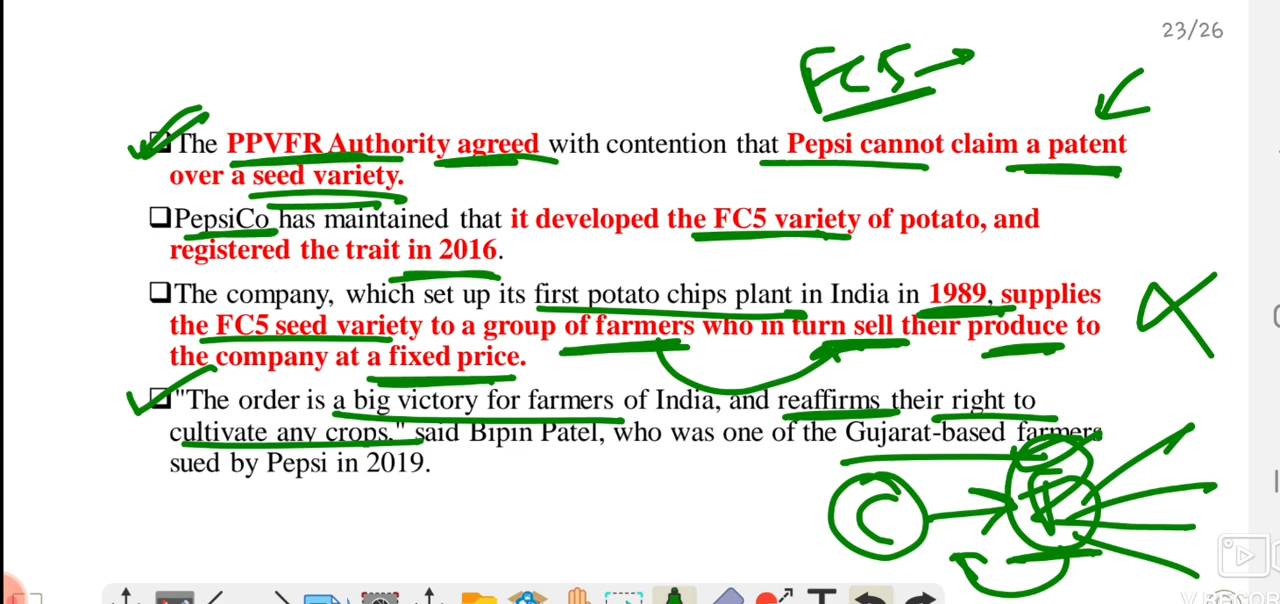 23/26
FC5
The PPVFR Authority agreed with contention that Pepsi cannot claim a patent
over a seed variety.
PepsiCo has maintained that it developed the FC5 variety of potato, and
registered the trait in 2016.
The company, which set up its first potato chips plant in India in 1989, supplies
the FC5 seed variety to a group of farmers who in turn sell their produce to
the company at a fixed price.
"The order is a big victory for farmers of India, and reaffirms their right to
cultivate any crops," said Bipin Patel, who was one of the Gujarat-based farmers
sued by Pepsi in 2019.
C